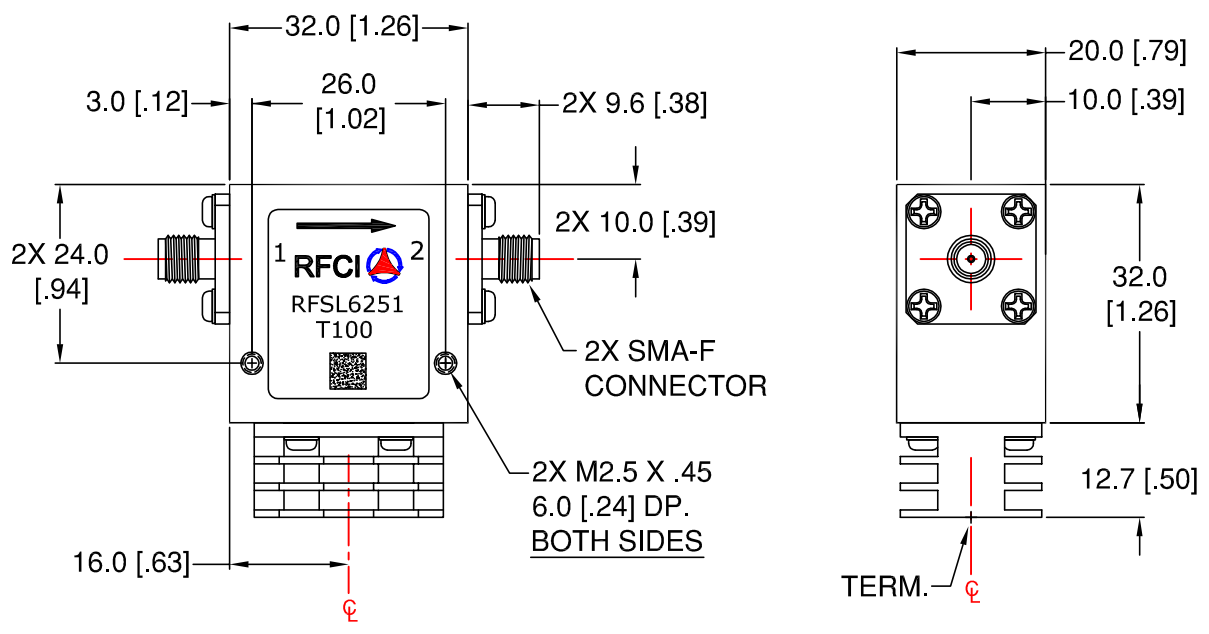 32.0 [1.26]
20.0 [.79]
3.0 [.12]
26.0
[1.02]
2X 9.6 [.38]
10.0 [.39]
2X 10.0 [.39]
2X 24.0
[.94]
1
2
RFCI
RFSL6251
T100
32.0
[1.26]
2X SMA-F
CONNECTOR
2X M2.5 X .45
6.0 [.24] DP.
BOTH SIDES
12.7 [.50]
16.0 [.63]
TERM.
℄
℄